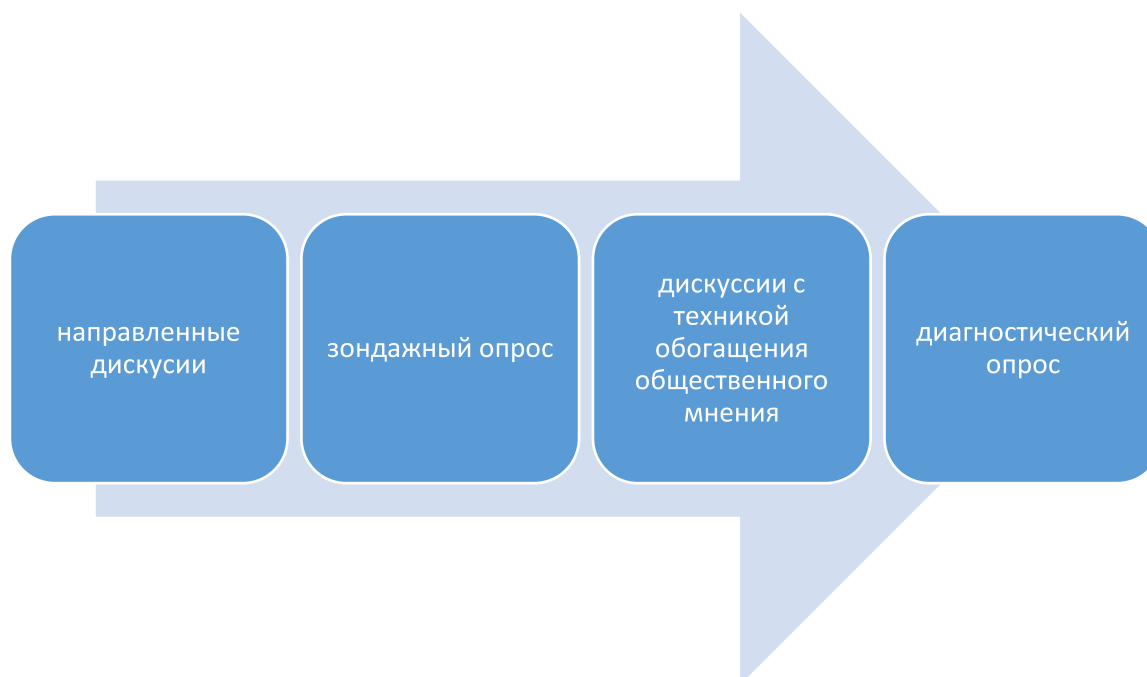 направленные
дискусии
зондажный опрос
дискуссии с
техникой
обогащения
общественного
мнения
диагностический
опрос